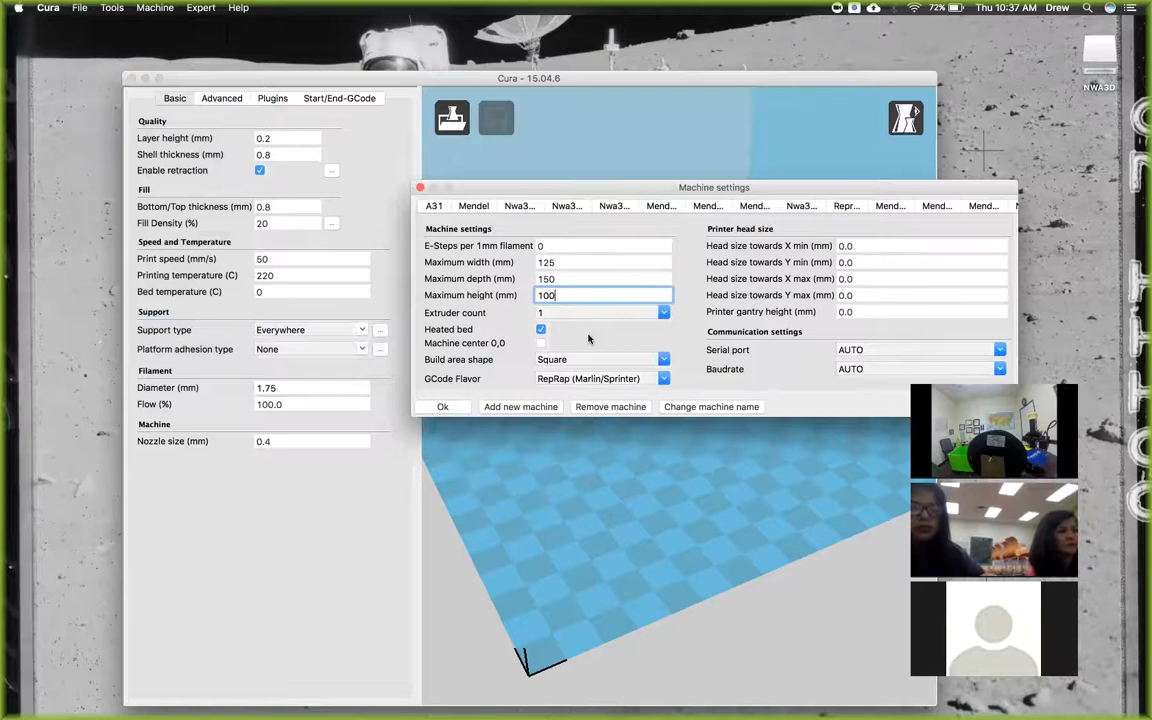 Cura File Tools Machine Expert Help 72% Thu 10:37 AM Drew
Cura - 15.04.6
NWA3D
Basic Advanced Plugins Start/End-GCode
Quality
Layer height (mm) 0.2
Shell thickness (mm) 0.8
Enable retraction ...
Fill
Bottom/Top thickness (mm) 0.8
Fill Density (%) 20 ...
Speed and Temperature
Print speed (mm/s) 50
Printing temperature (C) 220
Bed temperature (C) 0
Support
Support type Everywhere ...
Platform adhesion type None ...
Filament
Diameter (mm) 1.75
Flow (%) 100.0
Machine
Nozzle size (mm) 0.4
Machine settings
A31 Mendel Nwa3... Nwa3... Nwa3... Mend... Mend... Mend... Nwa3... Repr... Mend... Mend... Mend...
Machine settings
E-Steps per 1mm filament 0
Maximum width (mm) 125
Maximum depth (mm) 150
Maximum height (mm) 100
Extruder count 1
Heated bed
Machine center 0,0
Build area shape Square
GCode Flavor RepRap (Marlin/Sprinter)
Printer head size
Head size towards X min (mm) 0.0
Head size towards Y min (mm) 0.0
Head size towards X max (mm) 0.0
Head size towards Y max (mm) 0.0
Printer gantry height (mm) 0.0
Communication settings
Serial port AUTO
Baudrate AUTO
Ok Add new machine Remove machine Change machine name